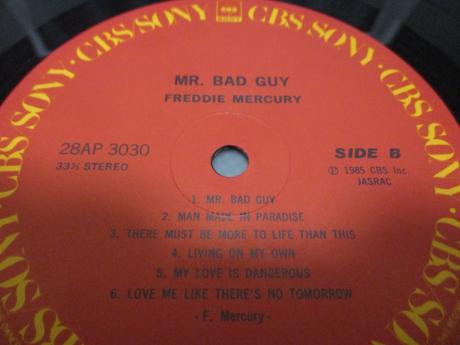 CBS/SONY · CBS/SONY · CBS/SONY · CBS/SONY
MR. BAD GUY
FREDDIE MERCURY
28AP 3030
33⅓ STEREO
SIDE B
Ⓟ 1985 CBS Inc.
JASRAC
1. MR. BAD GUY
2. MAN MADE IN PARADISE
3. THERE MUST BE MORE TO LIFE THAN THIS
4. LIVING ON MY OWN
5. MY LOVE IS DANGEROUS
6. LOVE ME LIKE THERE'S NO TOMORROW
- F. Mercury -